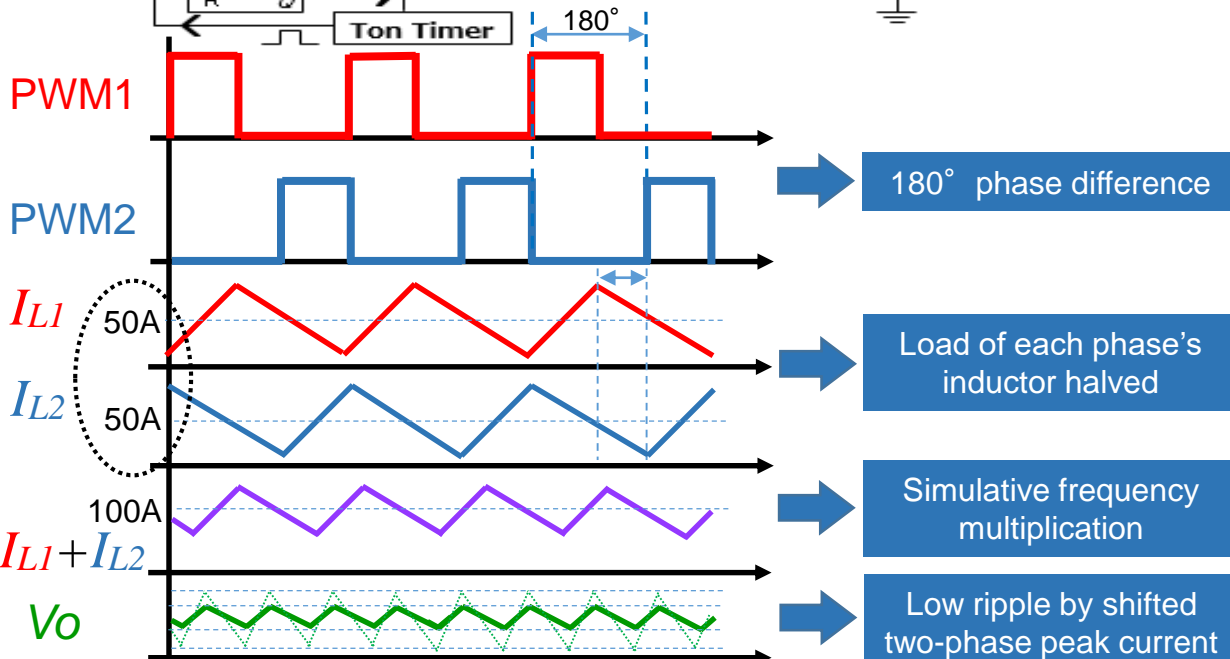 R Q
Ton Timer
180°
PWM1
PWM2
180° phase difference
IL1
50A
Load of each phase's
inductor halved
IL2
50A
100A
Simulative frequency
multiplication
IL1+IL2
Vo
Low ripple by shifted
two-phase peak current